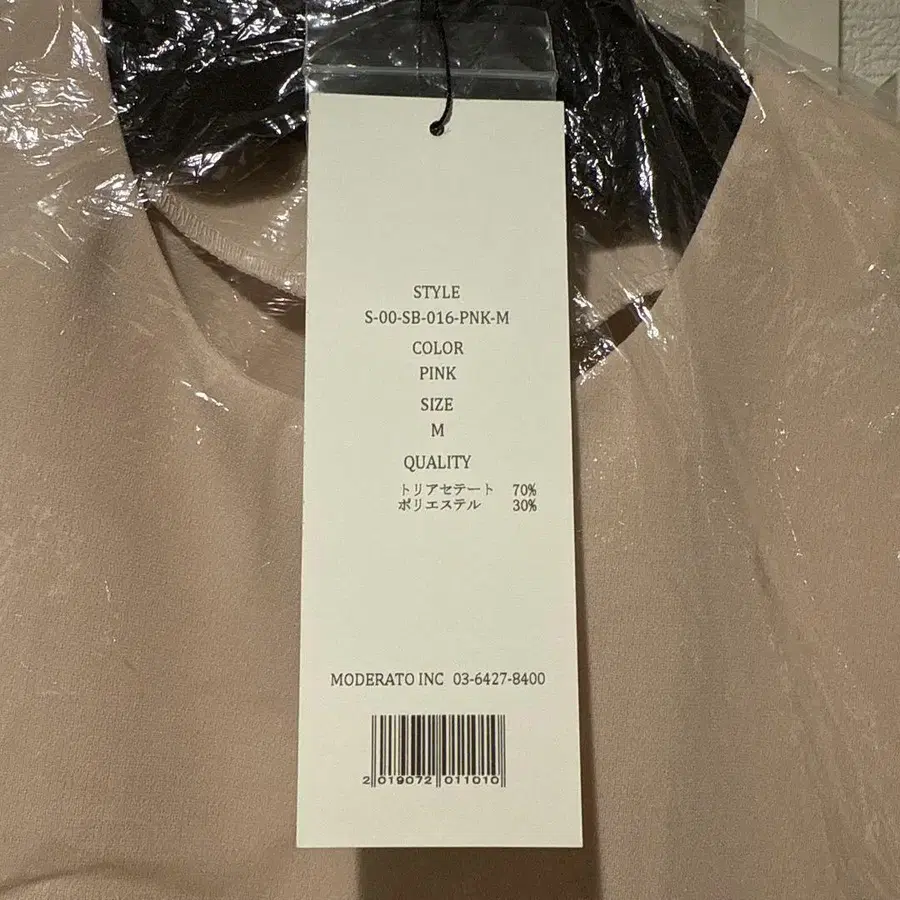 STYLE
S-00-SB-016-PNK-M
COLOR
PINK
SIZE
M
QUALITY
トリアセテート 70%
ポリエステル 30%
MODERATO INC 03-6427-8400
2 019072 011010